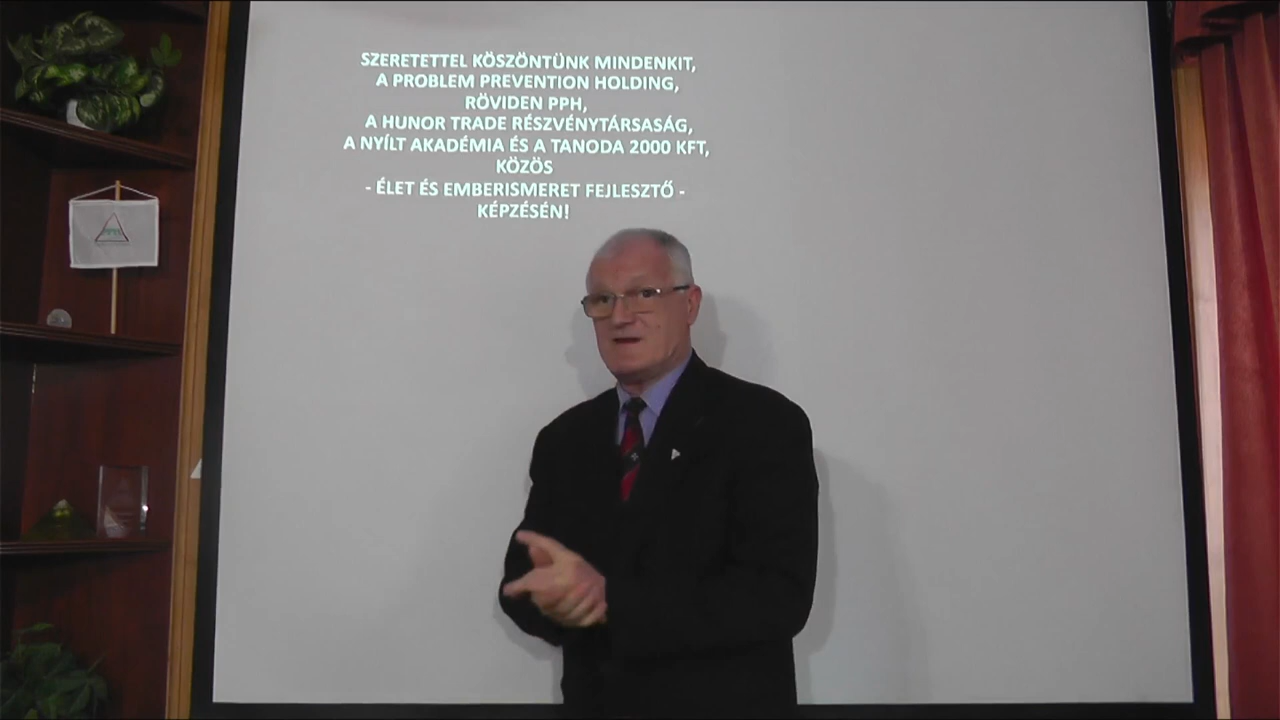 SZERETETTEL KÖSZÖNTÜNK MINDENKIT,
A PROBLEM PREVENTION HOLDING,
RÖVIDEN PPH,
A HUNOR TRADE RÉSZVÉNYTÁRSASÁG,
A NYÍLT AKADÉMIA ÉS A TANODA 2000 KFT,
KÖZÖS
- ÉLET ÉS EMBERISMERET FEJLESZTŐ -
KÉPZÉSÉN!